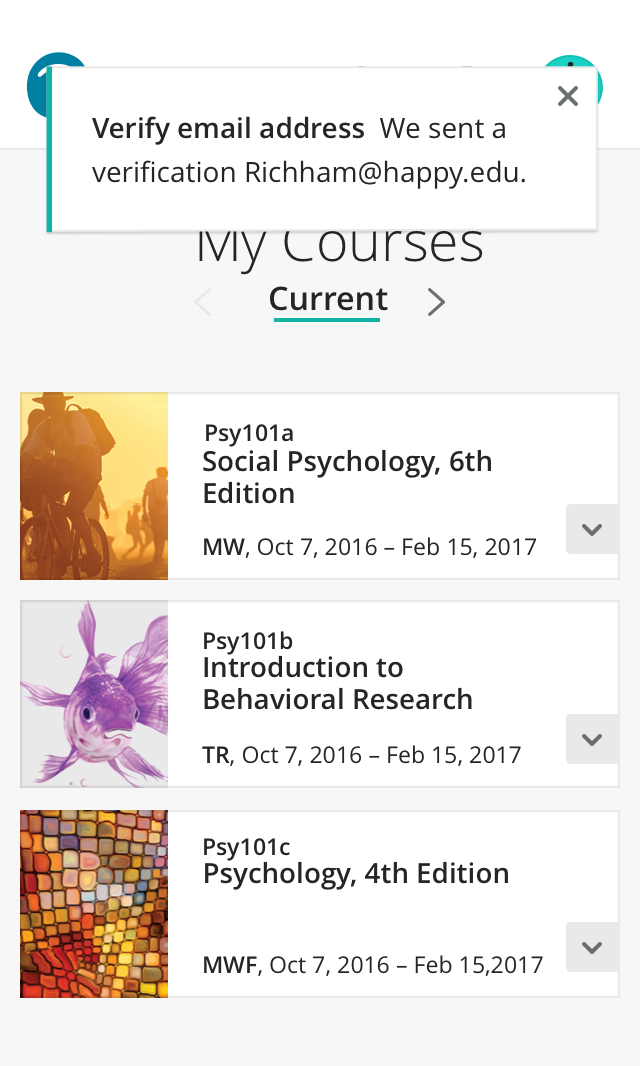 Verify email address  We sent a
verification Richham@happy.edu.
My Courses
Current
Psy101a
Social Psychology, 6th
Edition
MW, Oct 7, 2016 – Feb 15, 2017
Psy101b
Introduction to
Behavioral Research
TR, Oct 7, 2016 – Feb 15, 2017
Psy101c
Psychology, 4th Edition
MWF, Oct 7, 2016 – Feb 15,2017